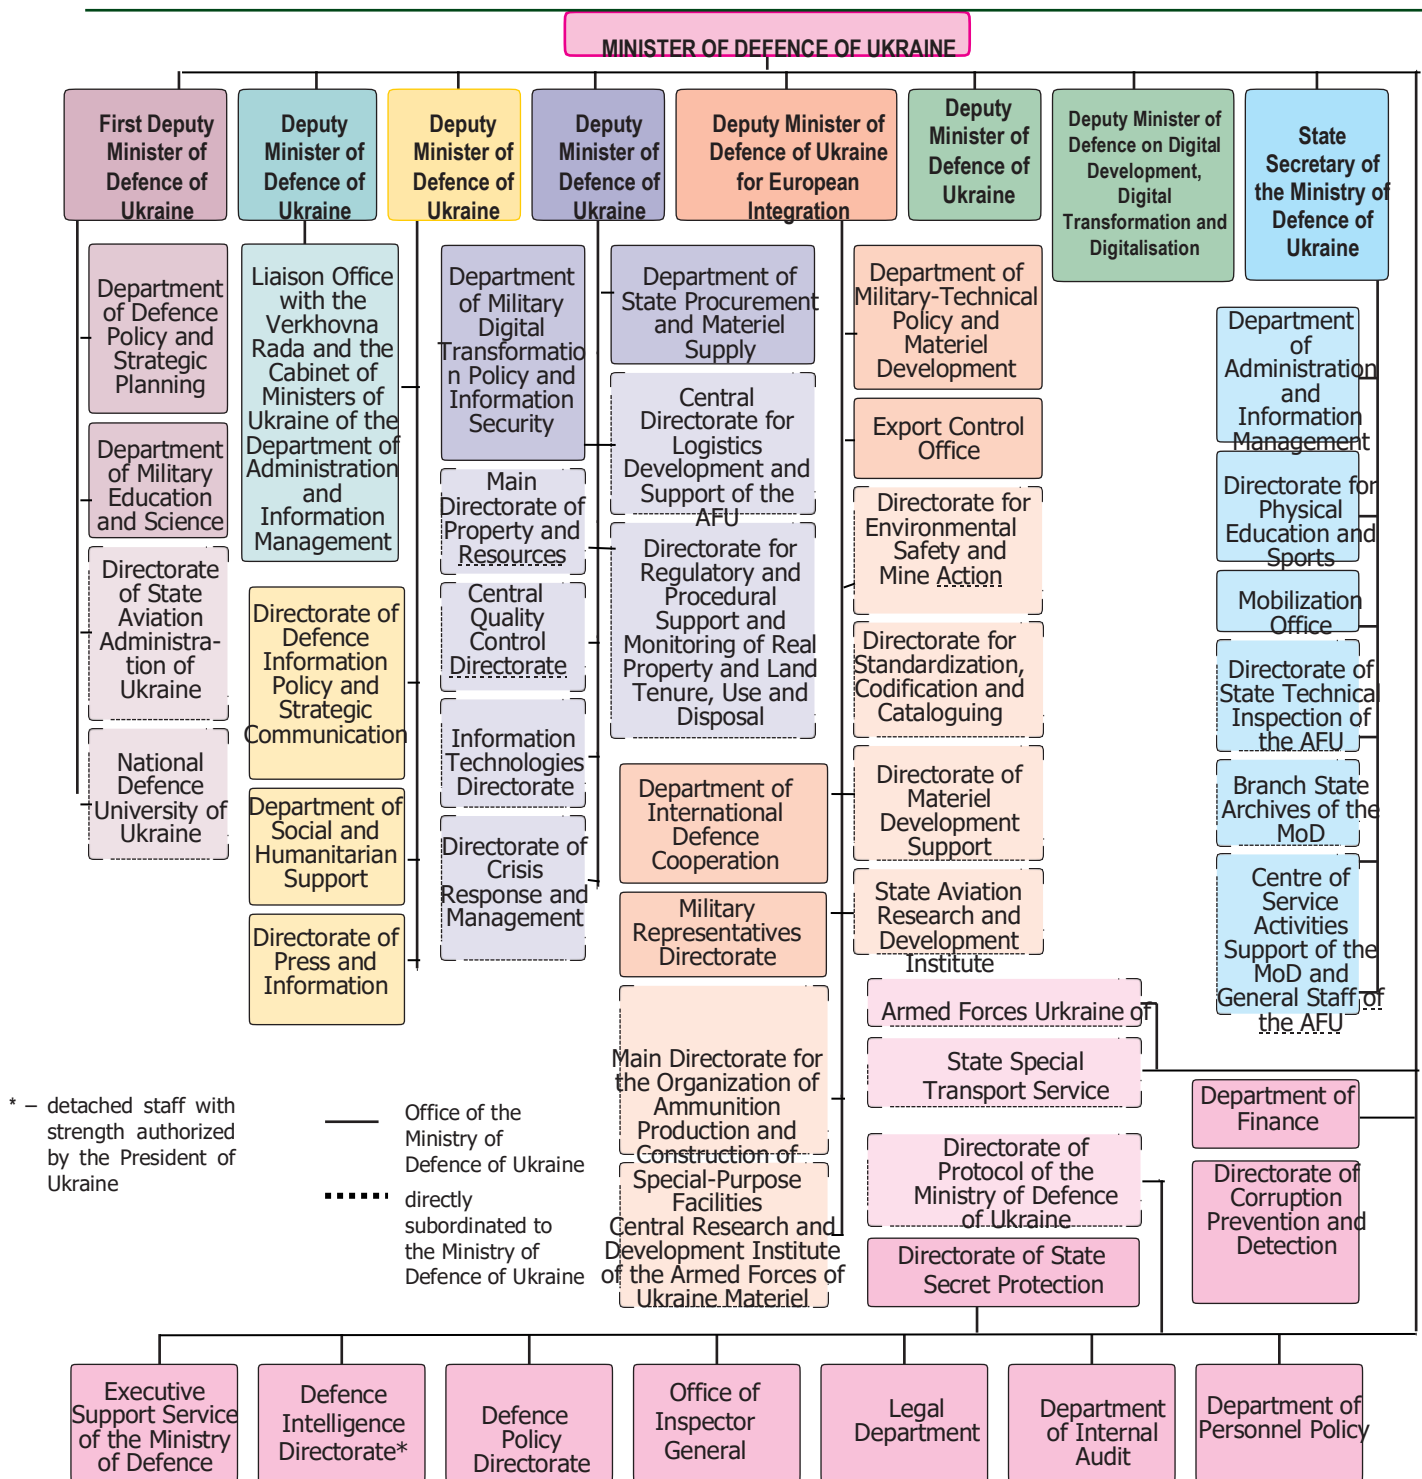 MINISTER OF DEFENCE OF UKRAINE
First Deputy
Minister of
Defence of
Ukraine
Deputy
Minister of
Defence of
Ukraine
Deputy
Minister of
Defence of
Ukraine
Deputy
Minister of
Defence of
Ukraine
Deputy Minister of
Defence of Ukraine
for European
Integration
Deputy
Minister of
Defence of
Ukraine
Deputy Minister of
Defence on Digital
Development,
Digital
Transformation and
Digitalisation
State
Secretary of
the Ministry of
Defence of
Ukraine
Department
of Defence
Policy and
Strategic
Planning
Department
of Military
Education
and Science
Directorate
of State
Aviation
Administra-
tion of
Ukraine
National
Defence
University of
Ukraine
Liaison Office
with the
Verkhovna
Rada and the
Cabinet of
Ministers of
Ukraine of the
Department of
Administration
and
Information
Management
Directorate of
Defence
Information
Policy and
Strategic
Communication
Department of
Social and
Humanitarian
Support
Directorate of
Press and
Information
Department
of Military
Digital
Transformatio
n Policy and
Information
Security
Main
Directorate of
Property and
Resources
Central
Quality
Control
Directorate
Information
Technologies
Directorate
Directorate of
Crisis
Response and
Management
Department of
State Procurement
and Materiel
Supply
Central
Directorate for
Logistics
Development and
Support of the
AFU
Directorate for
Regulatory and
Procedural
Support and
Monitoring of Real
Property and Land
Tenure, Use and
Disposal
Department of
International
Defence
Cooperation
Military
Representatives
Directorate
Main Directorate for
the Organization of
Ammunition
Production and
Construction of
Special-Purpose
Facilities
Central Research and
Development Institute
of the Armed Forces of
Ukraine Materiel
Department of
Military-Technical
Policy and
Materiel
Development
Export Control
Office
Directorate for
Environmental
Safety and
Mine Action
Directorate for
Standardization,
Codification and
Cataloguing
Directorate of
Materiel
Development
Support
State Aviation
Research and
Development
Institute
Armed Forces Urkraine of
State Special
Transport Service
Directorate of
Protocol of the
Ministry of Defence
of Ukraine
Directorate of State
Secret Protection
Department
of
Administration
and
Information
Management
Directorate for
Physical
Education and
Sports
Mobilization
Office
Directorate of
State Technical
Inspection of
the AFU
Branch State
Archives of the
MoD
Centre of
Service
Activities
Support of the
MoD and
General Staff of
the AFU
Department of
Finance
Directorate of
Corruption
Prevention and
Detection
* – detached staff with
strength authorized
by the President of
Ukraine
Office of the
Ministry of
Defence of Ukraine
directly
subordinated to
the Ministry of
Defence of Ukraine
Executive
Support Service
of the Ministry
of Defence
Defence
Intelligence
Directorate*
Defence
Policy
Directorate
Office of
Inspector
General
Legal
Department
Department
of Internal
Audit
Department of
Personnel Policy